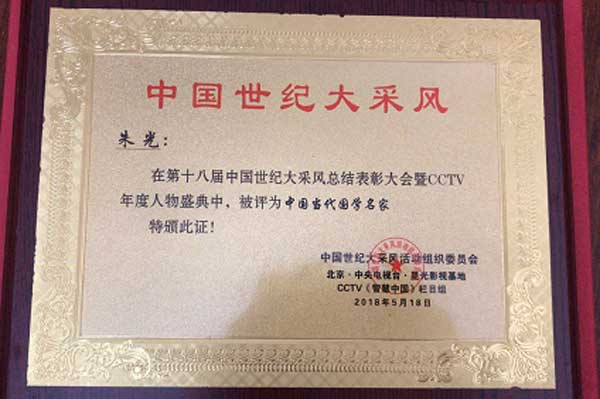 中国世纪大采风
朱光：
在第十八届中国世纪大采风总结表彰大会暨CCTV
年度人物盛典中，被评为中国当代国学名家
特颁此证！
中国世纪大采风活动组织委员会
北京·中央电视台·星光影视基地
CCTV《智慧中国》栏目组
2018年5月18日